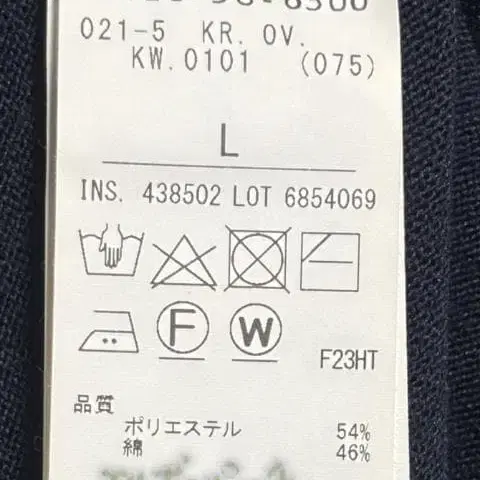 021-5 KR. OV.
KW. 0101 (075)
L
INS. 438502 LOT 6854069
F W
F23HT
品質
ポリエステル 54%
綿 46%